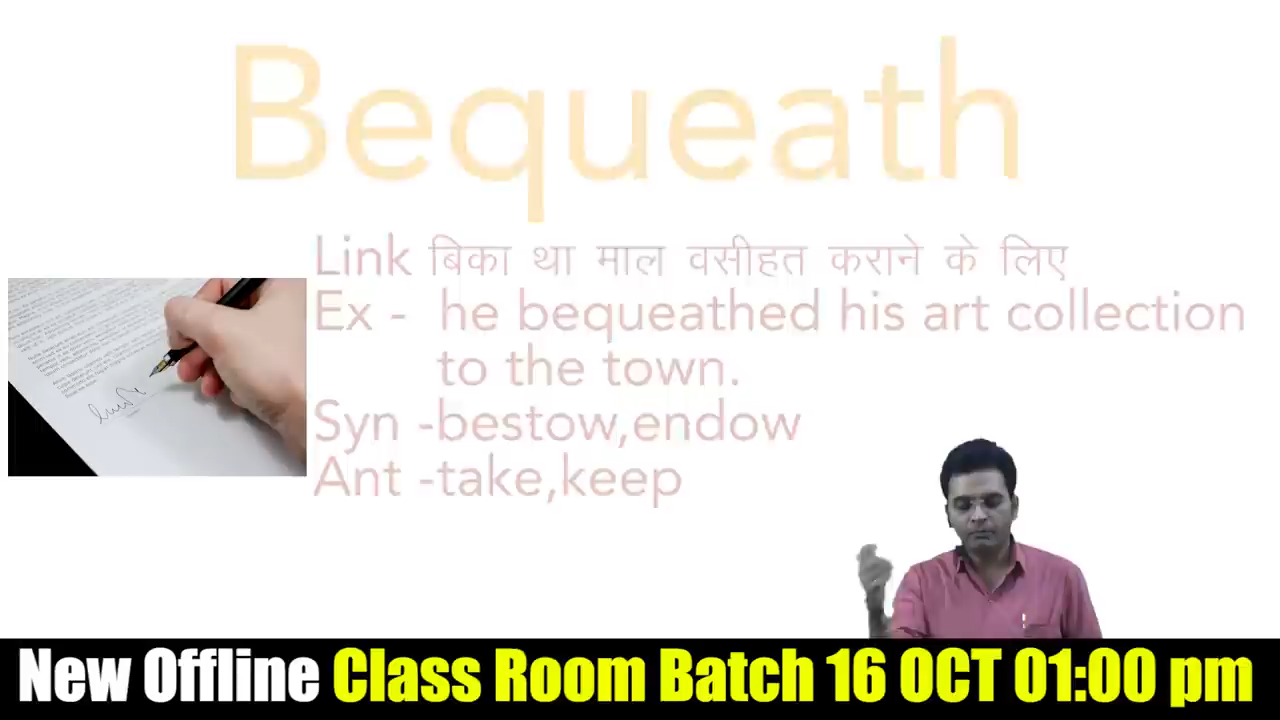 Bequeath
Link बिका था माल वसीहत कराने के लिए
Ex - he bequeathed his art collection
to the town.
Syn -bestow,endow
Ant -take,keep
New Offline Class Room Batch 16 OCT 01:00 pm